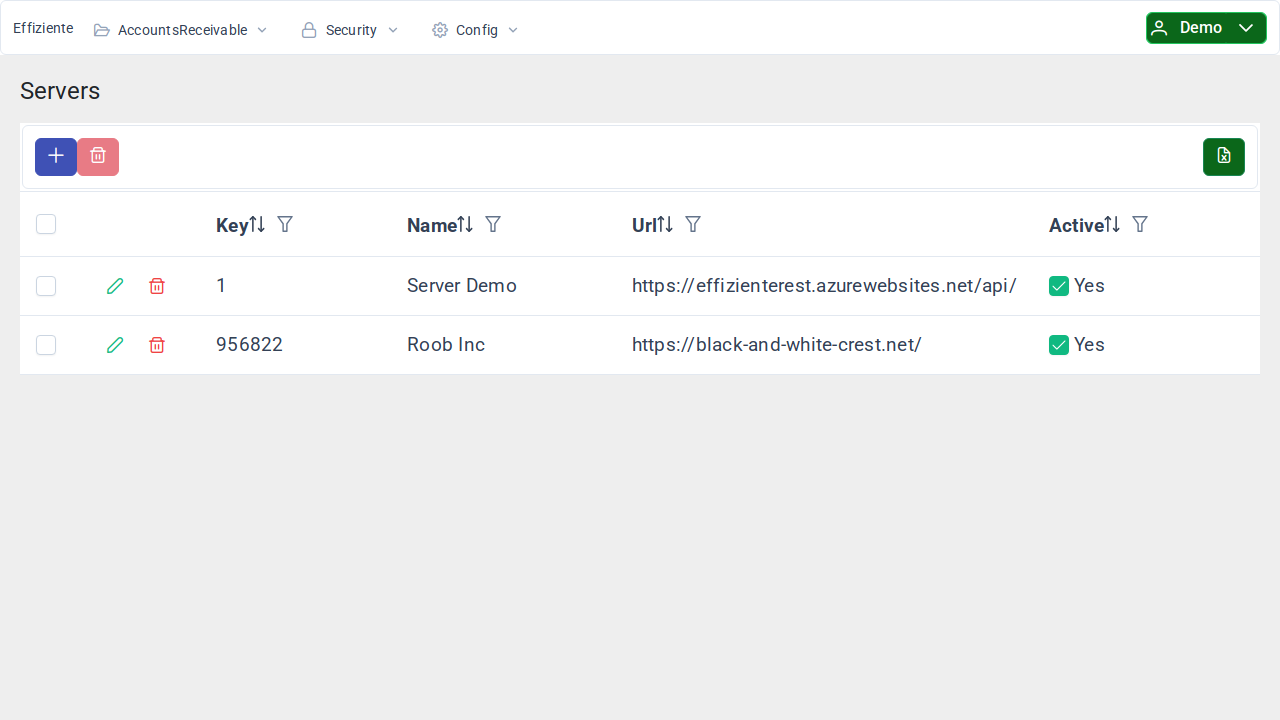 Effiziente AccountsReceivable Security Config Demo
Servers
Key Name Url Active
1 Server Demo https://effizienterest.azurewebsites.net/api/ Yes
956822 Roob Inc https://black-and-white-crest.net/ Yes